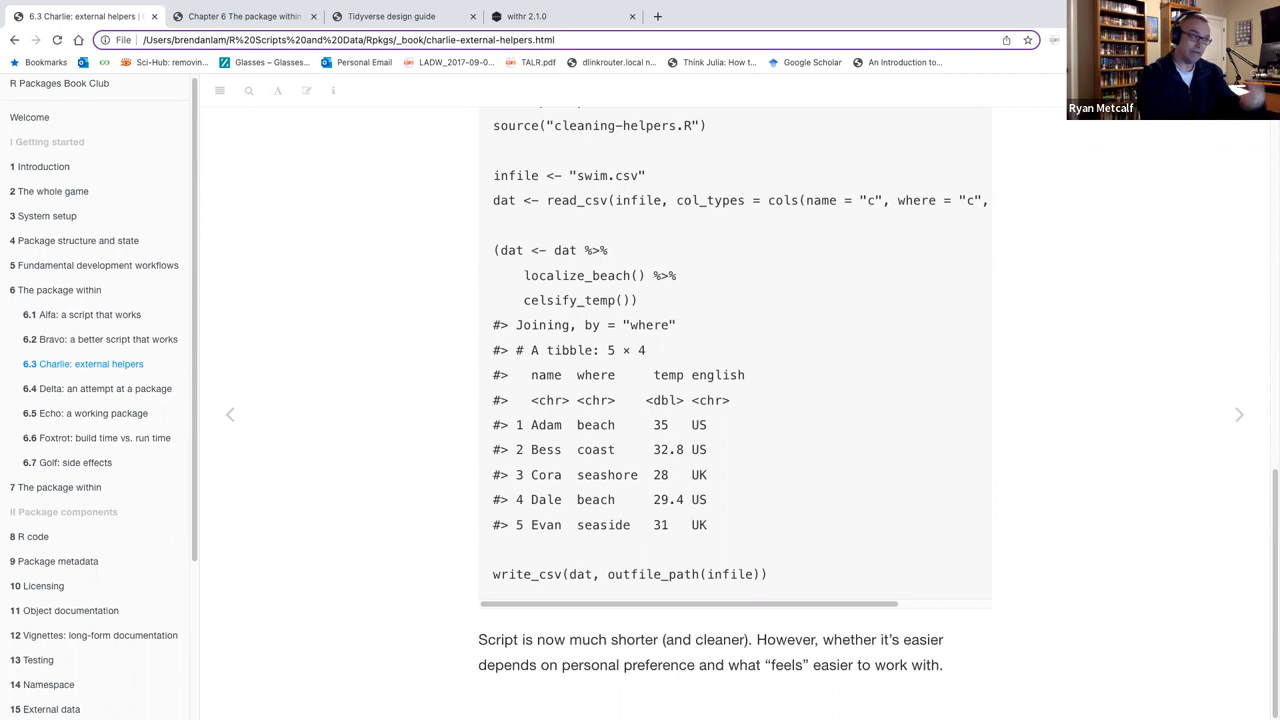 6.3 Charlie: external helpers |
Chapter 6 The package within
Tidyverse design guide
withr 2.1.0
File
/Users/brendanlam/R%20Scripts%20and%20Data/Rpkgs/_book/charlie-external-helpers.html
Bookmarks
Sci-Hub: removin...
Glasses – Glasses...
Personal Email
LADW_2017-09-0...
TALR.pdf
dlinkrouter.local n...
Think Julia: How t...
Google Scholar
An Introduction to...
Ryan Metcalf
R Packages Book Club
Welcome
I Getting started
1 Introduction
2 The whole game
3 System setup
4 Package structure and state
5 Fundamental development workflows
6 The package within
6.1 Alfa: a script that works
6.2 Bravo: a better script that works
6.3 Charlie: external helpers
6.4 Delta: an attempt at a package
6.5 Echo: a working package
6.6 Foxtrot: build time vs. run time
6.7 Golf: side effects
7 The package within
II Package components
8 R code
9 Package metadata
10 Licensing
11 Object documentation
12 Vignettes: long-form documentation
13 Testing
14 Namespace
15 External data
source("cleaning-helpers.R")
infile <- "swim.csv"
dat <- read_csv(infile, col_types = cols(name = "c", where = "c",
(dat <- dat %>%
localize_beach() %>%
celsify_temp())
#> Joining, by = "where"
#> # A tibble: 5 × 4
#> name where temp english
#> <chr> <chr> <dbl> <chr>
#> 1 Adam beach 35 US
#> 2 Bess coast 32.8 US
#> 3 Cora seashore 28 UK
#> 4 Dale beach 29.4 US
#> 5 Evan seaside 31 UK
write_csv(dat, outfile_path(infile))
Script is now much shorter (and cleaner). However, whether it's easier
depends on personal preference and what “feels” easier to work with.